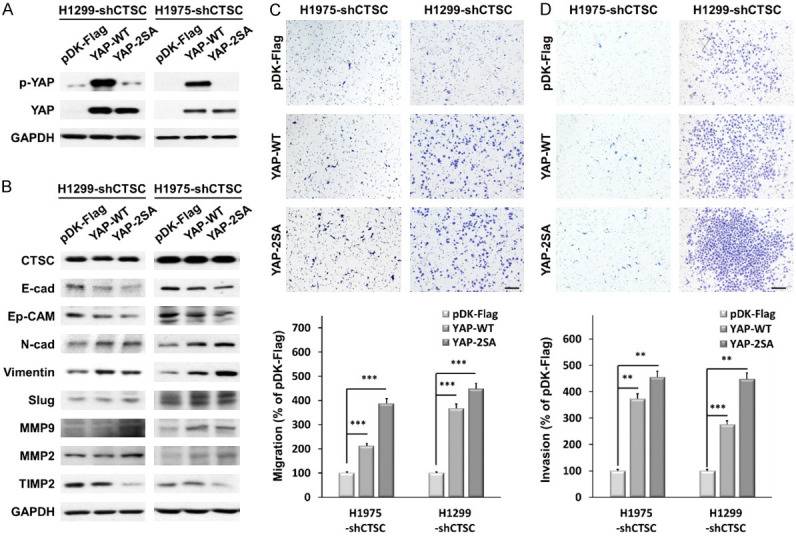 A
H1299-shCTSC H1975-shCTSC
pDK-Flag YAP-WT YAP-2SA pDK-Flag YAP-WT YAP-2SA
p-YAP
YAP
GAPDH
B
H1299-shCTSC H1975-shCTSC
pDK-Flag YAP-WT YAP-2SA pDK-Flag YAP-WT YAP-2SA
CTSC
E-cad
Ep-CAM
N-cad
Vimentin
Slug
MMP9
MMP2
TIMP2
GAPDH
C
H1975-shCTSC H1299-shCTSC
pDK-Flag
YAP-WT
YAP-2SA
Migration (% of pDK-Flag)
700
600
500
400
300
200
100
0
pDK-Flag
YAP-WT
YAP-2SA
*** *** *** ***
H1975 H1299
-shCTSC -shCTSC
D
H1975-shCTSC H1299-shCTSC
pDK-Flag
YAP-WT
YAP-2SA
Invasion (% of pDK-Flag)
600
500
400
300
200
100
0
pDK-Flag
YAP-WT
YAP-2SA
** ** *** **
H1975 H1299
-shCTSC -shCTSC